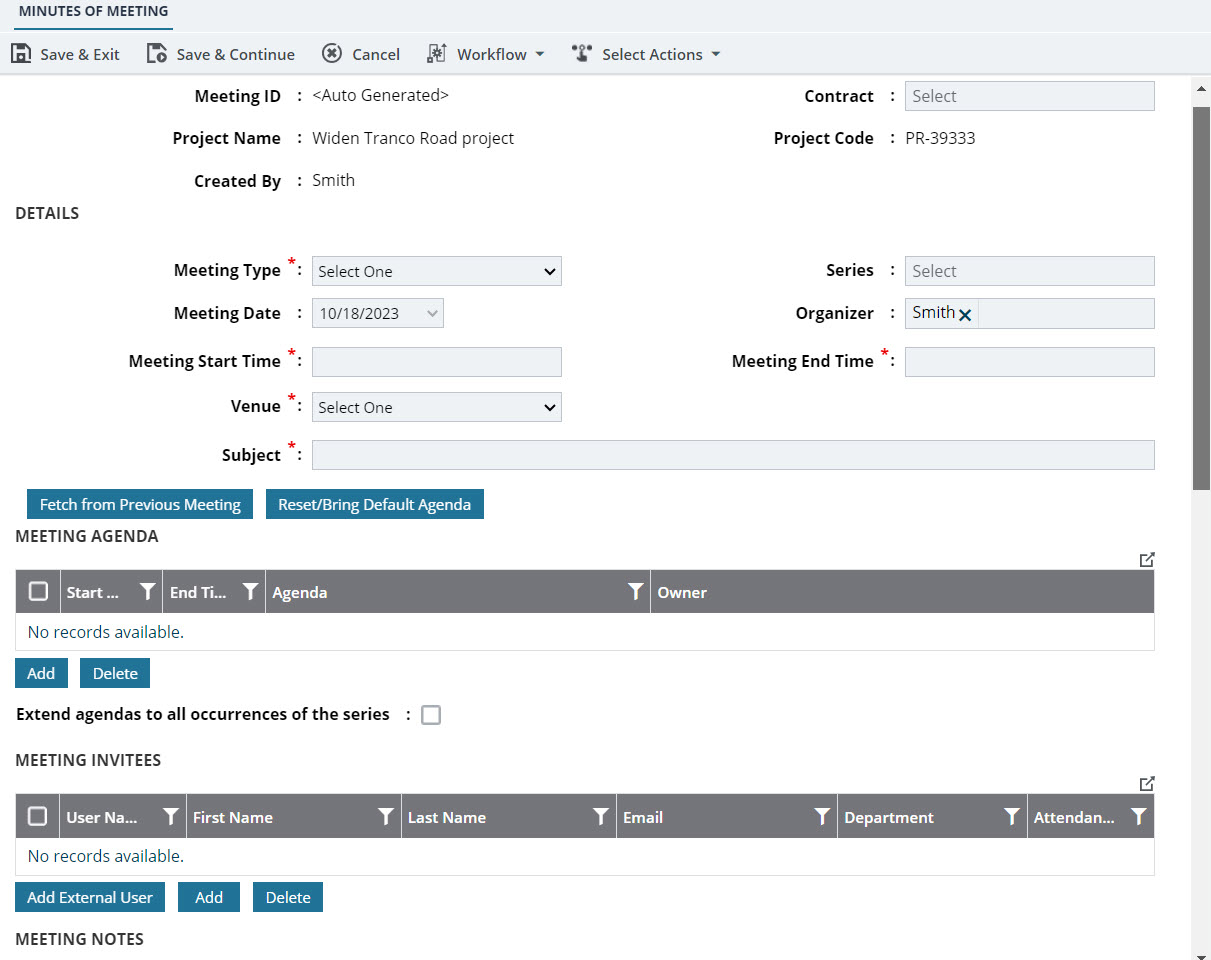 MINUTES OF MEETING
Save & Exit Save & Continue Cancel Workflow Select Actions
Meeting ID : <Auto Generated> Contract : Select
Project Name : Widen Tranco Road project Project Code : PR-39333
Created By : Smith
DETAILS
Meeting Type *: Select One Series : Select
Meeting Date : 10/18/2023 Organizer : Smith
Meeting Start Time *: Meeting End Time *:
Venue *: Select One
Subject *:
Fetch from Previous Meeting Reset/Bring Default Agenda
MEETING AGENDA
Start ... End Ti... Agenda Owner
No records available.
Add Delete
Extend agendas to all occurrences of the series :
MEETING INVITEES
User Na... First Name Last Name Email Department Attendan...
No records available.
Add External User Add Delete
MEETING NOTES